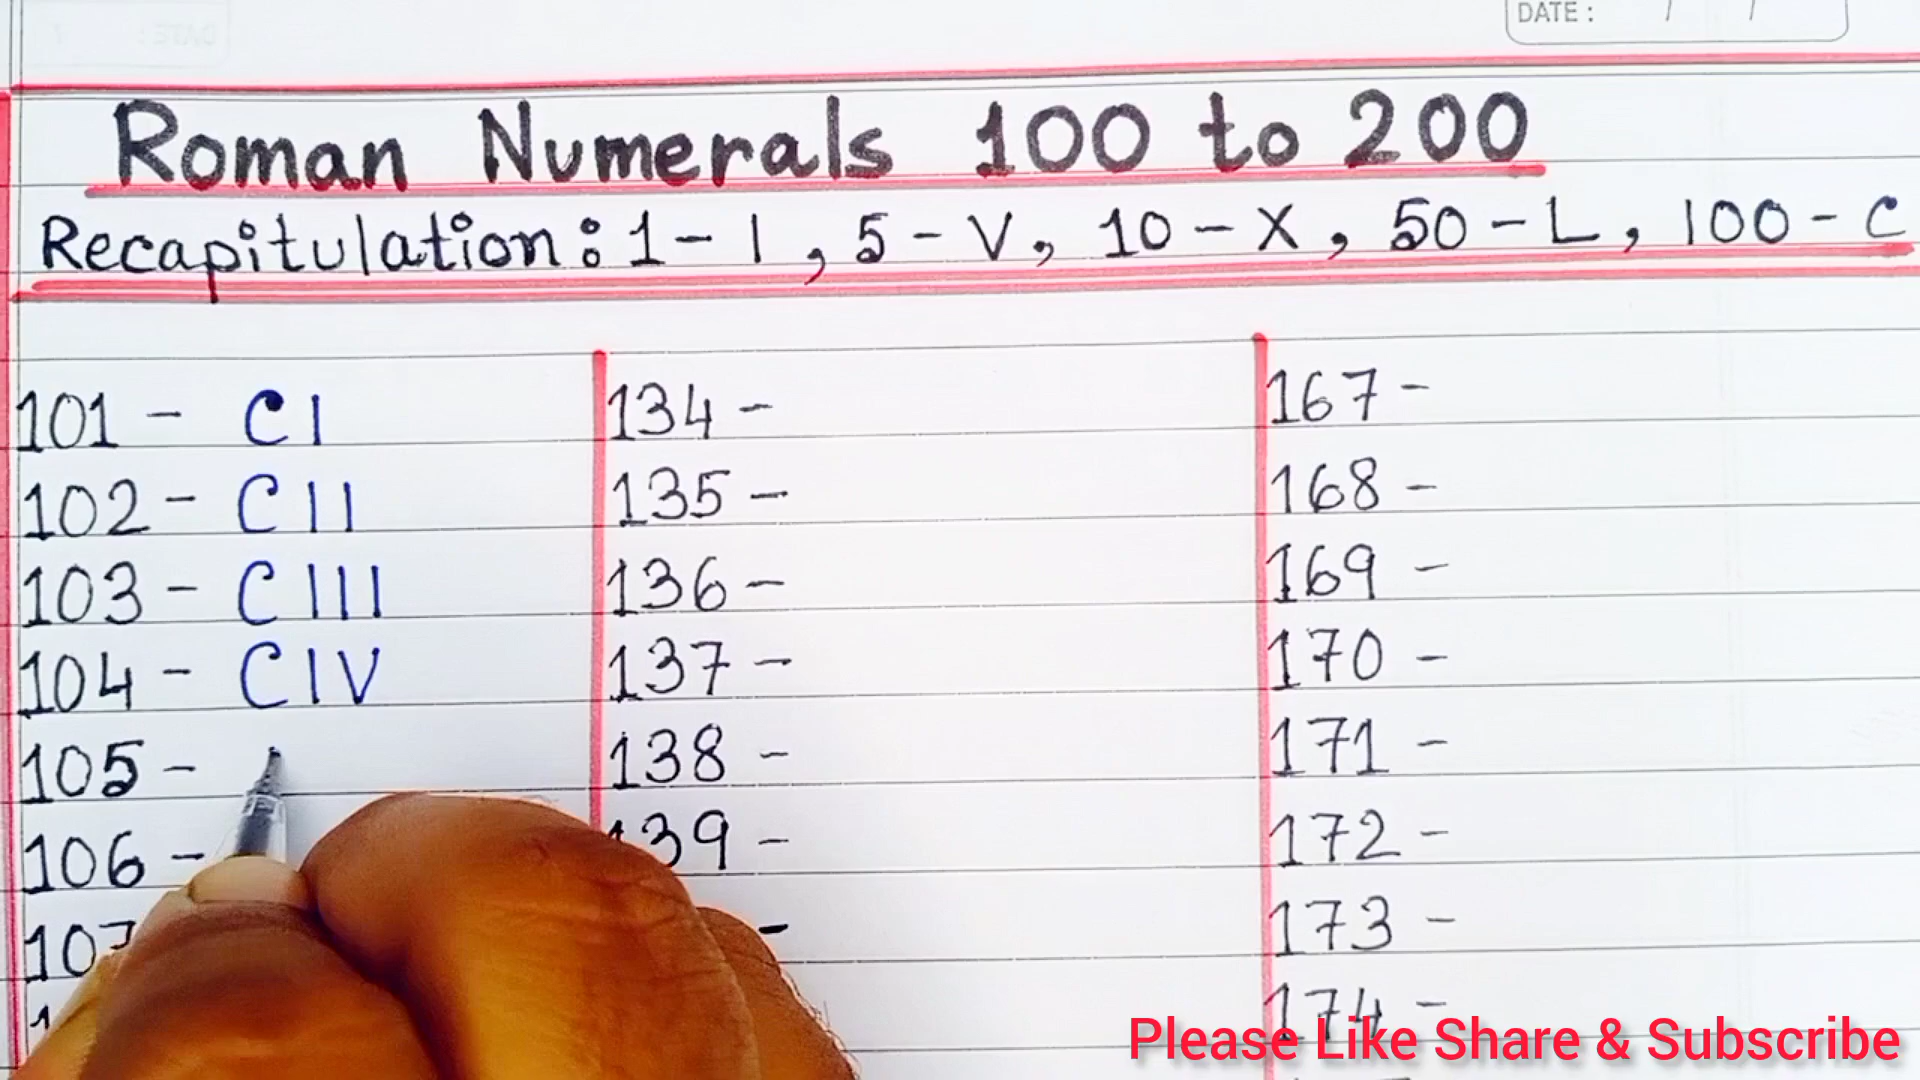 DATE : / /
Roman Numerals 100 to 200
Recapitulation: 1 - I, 5 - V, 10 - X, 50 - L, 100 - C
101 - CI
102 - CII
103 - CIII
104 - CIV
105 -
106 -
107
134 -
135 -
136 -
137 -
138 -
139 -
-
167 -
168 -
169 -
170 -
171 -
172 -
173 -
174 -
Please Like Share & Subscribe